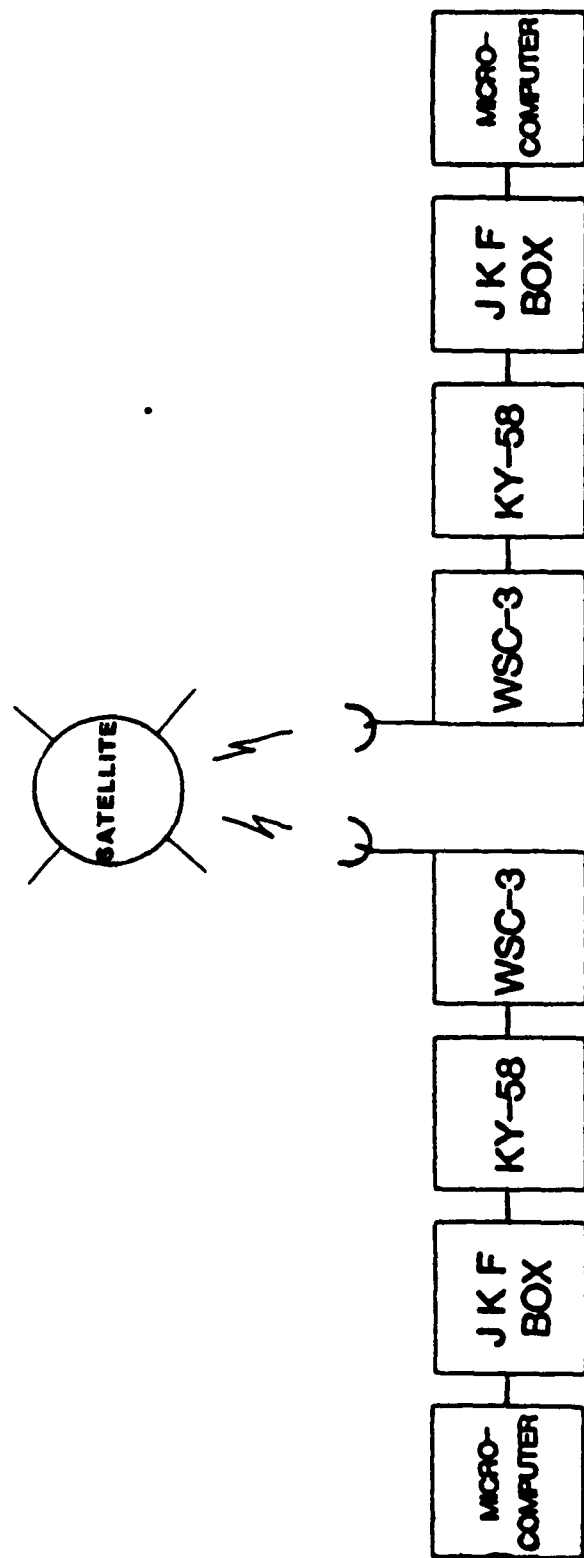 SATELLITE
MICRO-
COMPUTER
J K F
BOX
KY-58
WSC-3
WSC-3
KY-58
J K F
BOX
MICRO-
COMPUTER